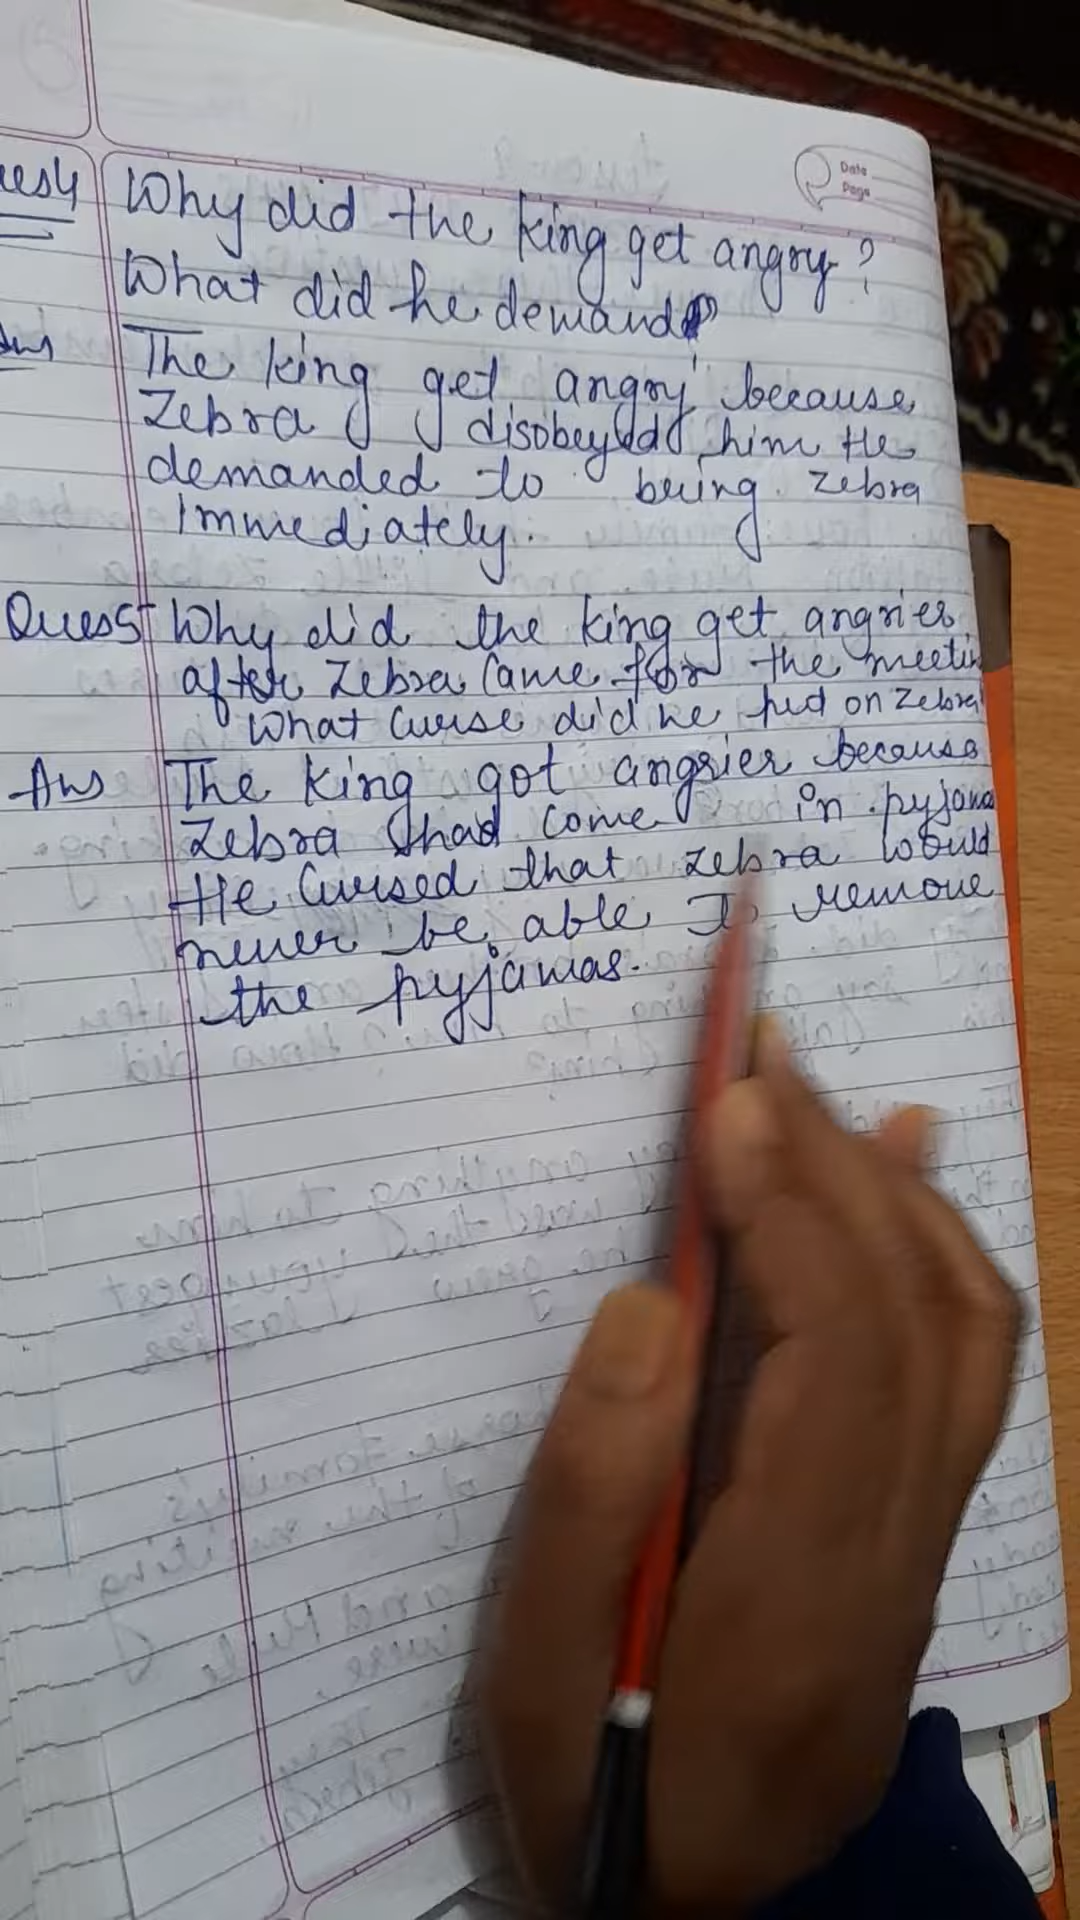 Date
Page
Ques4 Why did the king get angry?
What did he demand?
Ans The king get angry because
Zebra disobeyed him He
demanded to being zebra
Immediately.
Ques5 Why did the king get angrier
after Zebra Came for the meetin
What Curse did he put on Zebra
Ans The king got angrier because
Zebra had come in pyjama
He Cursed that zebra would
never be able To remove
the pyjamas.